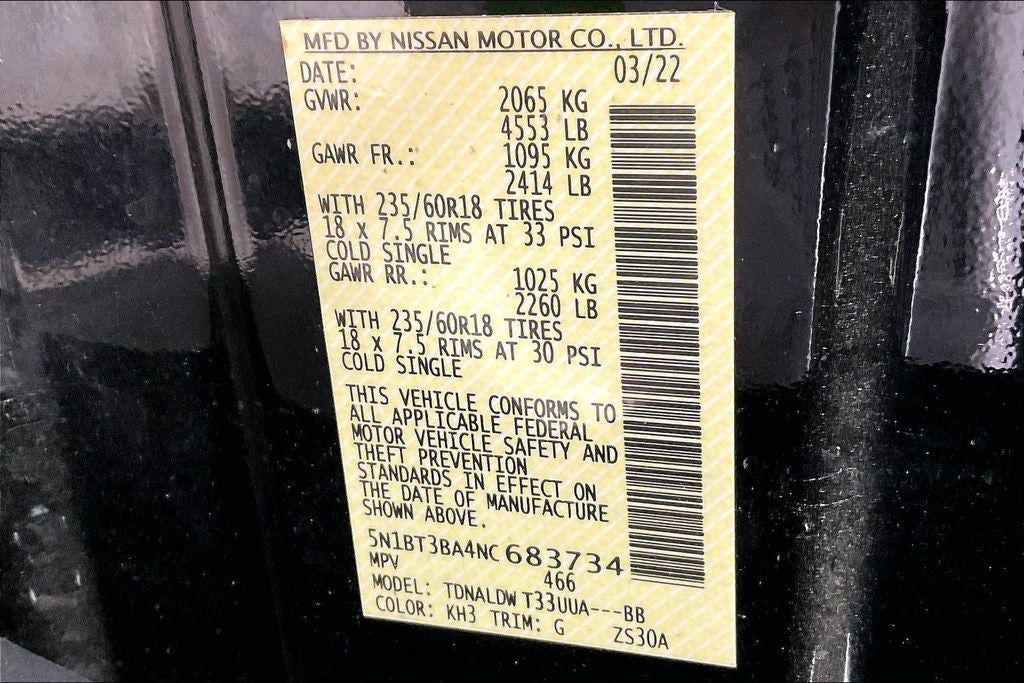 MFD BY NISSAN MOTOR CO., LTD.
DATE: 03/22
GVWR: 2065 KG
4553 LB
GAWR FR.: 1095 KG
2414 LB
WITH 235/60R18 TIRES
18 x 7.5 RIMS AT 33 PSI
COLD SINGLE
GAWR RR.: 1025 KG
2260 LB
WITH 235/60R18 TIRES
18 x 7.5 RIMS AT 30 PSI
COLD SINGLE
THIS VEHICLE CONFORMS TO
ALL APPLICABLE FEDERAL
MOTOR VEHICLE SAFETY AND
THEFT PREVENTION
STANDARDS IN EFFECT ON
THE DATE OF MANUFACTURE
SHOWN ABOVE.
5N1BT3BA4NC683734
MPV 466
MODEL: TDNALDW T33UUA---BB
COLOR: KH3 TRIM: G ZS30A